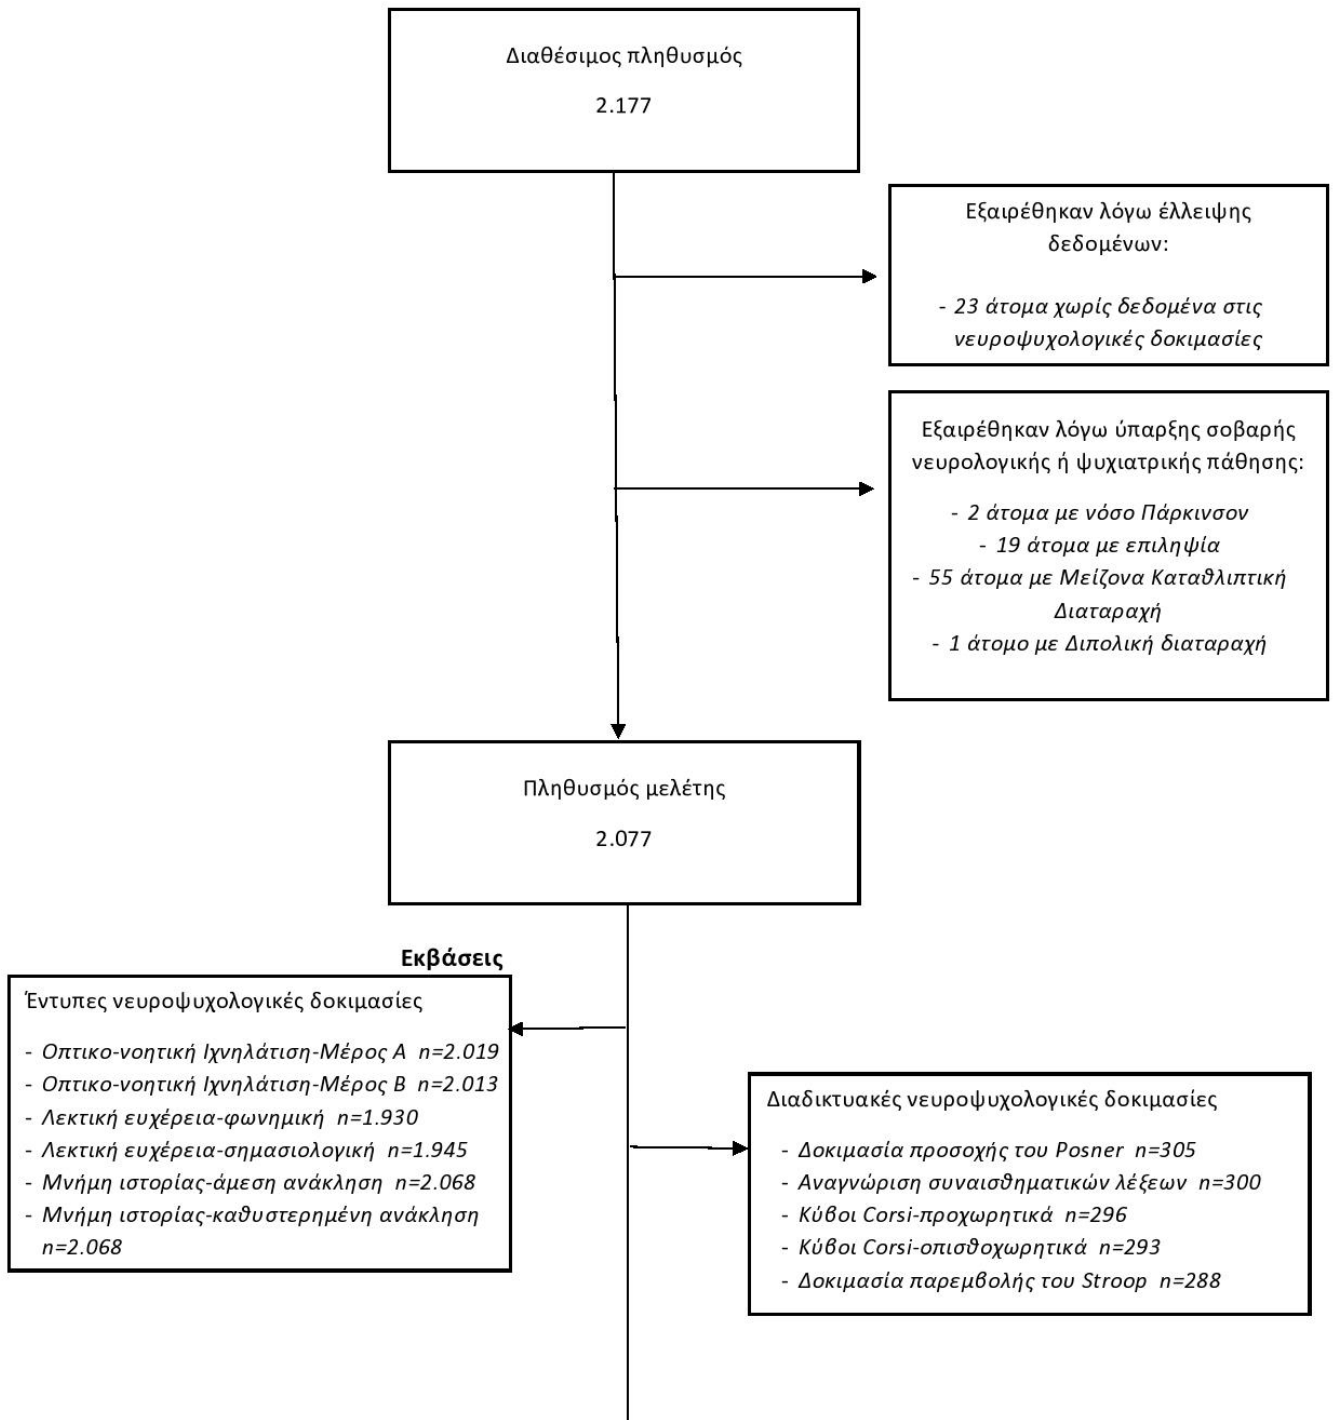 Διαθέσιμος πληθυσμός
2.177
Εξαιρέθηκαν λόγω έλλειψης
δεδομένων:
- 23 άτομα χωρίς δεδομένα στις
νευροψυχολογικές δοκιμασίες
Εξαιρέθηκαν λόγω ύπαρξης σοβαρής
νευρολογικής ή ψυχιατρικής πάθησης:
- 2 άτομα με νόσο Πάρκινσον
- 19 άτομα με επιληψία
- 55 άτομα με Μείζονα Καταθλιπτική
Διαταραχή
- 1 άτομο με Διπολική διαταραχή
Πληθυσμός μελέτης
2.077
Εκβάσεις
Έντυπες νευροψυχολογικές δοκιμασίες
- Οπτικο-νοητική Ιχνηλάτιση-Μέρος Α n=2.019
- Οπτικο-νοητική Ιχνηλάτιση-Μέρος Β n=2.013
- Λεκτική ευχέρεια-φωνημική n=1.930
- Λεκτική ευχέρεια-σημασιολογική n=1.945
- Μνήμη ιστορίας-άμεση ανάκληση n=2.068
- Μνήμη ιστορίας-καθυστερημένη ανάκληση
n=2.068
Διαδικτυακές νευροψυχολογικές δοκιμασίες
- Δοκιμασία προσοχής του Posner n=305
- Αναγνώριση συναισθηματικών λέξεων n=300
- Κύβοι Corsi-προχωρητικά n=296
- Κύβοι Corsi-οπισθοχωρητικά n=293
- Δοκιμασία παρεμβολής του Stroop n=288